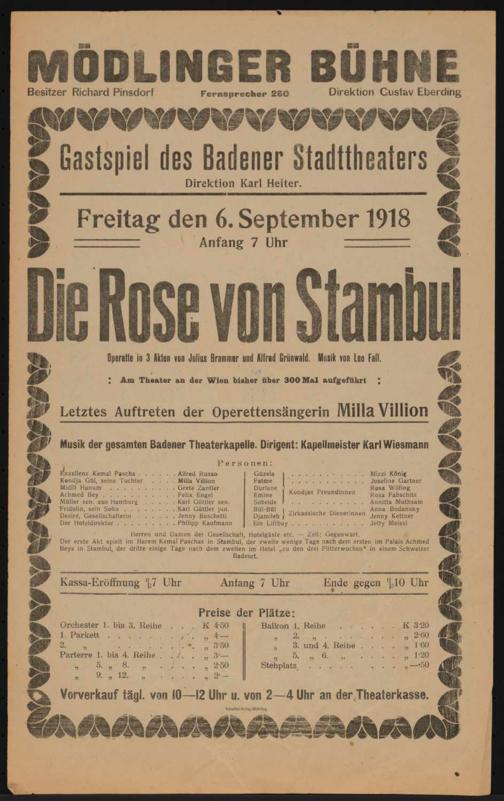 MÖDLINGER BÜHNE
Besitzer Richard Pinsdorf Fernsprecher 260 Direktion Gustav Eberding
Gastspiel des Badener Stadttheaters
Direktion Karl Heiter.
Freitag den 6. September 1918
Anfang 7 Uhr
Die Rose von Stambul
Operette in 3 Akten von Julius Brammer und Alfred Grünwald. Musik von Leo Fall.
: Am Theater an der Wien bisher über 300 Mal aufgeführt :
Letztes Auftreten der Operettensängerin Milla Villion
Musik der gesamten Badener Theaterkapelle. Dirigent: Kapellmeister Karl Wiesmann
Personen:
Exzellenz Kemal Pascha . . . . Alfred Russo
Kondja Gül, seine Tochter . . . Milla Villion
Midili Hanum . . . . Grete Zantler
Achmed Bey . . . . Felix Engel
Müller sen. aus Hamburg . . . Karl Güttler sen.
Fridolin, sein Sohn . . . . Karl Güttler jun.
Desiré, Gesellschafterin . . . Jenny Boschetti
Der Hoteldirektor . . . . Philipp Kaufmann
Güzela . . . . Mizzi König
Fatme . . . . Josefine Gartner
Durlane . . . . Rosa Willing
Emine Kondjas Freundinnen Rosa Fabschitz
Sobeide . . . . Annitta Muthsam
Bül-Bül Zirkassische Dienerinnen Anna Bodansky
Djamileh Jenny Kettner
Ein Liftboy . . . . Jetty Meissl
Herren und Damen der Gesellschaft, Hotelgäste etc. — Zeit: Gegenwart.
Der erste Akt spielt im Harem Kemal Paschas in Stambul, der zweite wenige Tage nach dem ersten im Palais Achmed
Beys in Stambul, der dritte einige Tage nach dem zweiten im Hotel „zu den drei Flitterwochen" in einem Schweizer
Badeort.
Kassa-Eröffnung 1/2 7 Uhr Anfang 7 Uhr Ende gegen 1/2 10 Uhr
Preise der Plätze:
Orchester 1. bis 3. Reihe . . . K 4·50
1. Parkett . . . . „ 4·—
2. „ . . . . „ 3·50
Parterre 1. bis 4. Reihe . . . „ 3·—
„ 5. „ 8. „ . . . „ 2·50
„ 9. „ 12. „ . . . „ 2·—
Balkon 1. Reihe . . . . K 3·20
„ 2. „ . . . . „ 2·60
„ 3. und 4. Reihe . . . „ 1·60
„ 5. „ 6. „ . . . „ 1·20
Stehplatz . . . . „ —·50
Vorverkauf tägl. von 10—12 Uhr u. von 2—4 Uhr an der Theaterkasse.